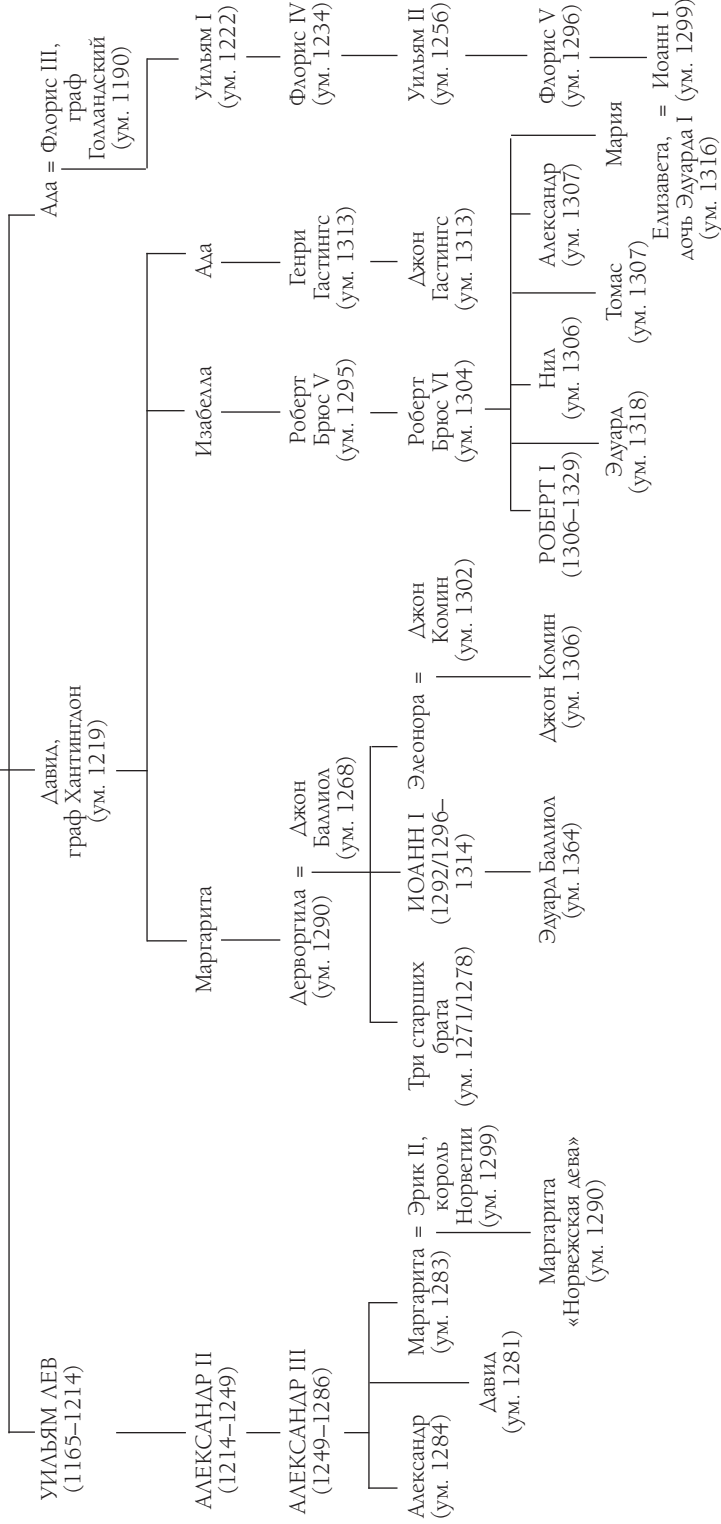 УИЛЬЯМ ЛЕВ
(1165–1214)
АЛЕКСАНДР II
(1214–1249)
АЛЕКСАНДР III
(1249–1286)
Александр
(ум. 1284)
Давид
(ум. 1281)
Маргарита = Эрик II,
(ум. 1283)
король
Норвегии
(ум. 1299)
Маргарита
«Норвежская дева»
(ум. 1290)
Давид,
граф Хантингдон
(ум. 1219)
Маргарита
Дерворгила =
(ум. 1290)
Джон
Баллиол
(ум. 1268)
Три старших
брата
(ум. 1271/1278)
ИОАНН I
(1292/1296–
1314)
Эдуард Баллиол
(ум. 1364)
Элеонора =
Джон
Комин
(ум. 1302)
Джон Комин
(ум. 1306)
Изабелла
Роберт
Брюс V
(ум. 1295)
Роберт
Брюс VI
(ум. 1304)
РОБЕРТ I
(1306–1329)
Эдуард
(ум. 1318)
Нил
(ум. 1306)
Томас
(ум. 1307)
Александр
(ум. 1307)
Мария
Ада
Генри
Гастингс
(ум. 1313)
Джон
Гастингс
(ум. 1313)
Ада = Флорис III,
граф
Голландский
(ум. 1190)
Уильям I
(ум. 1222)
Флорис IV
(ум. 1234)
Уильям II
(ум. 1256)
Флорис V
(ум. 1296)
Елизавета, = Иоанн I
дочь Эдуарда I (ум. 1299)
(ум. 1316)